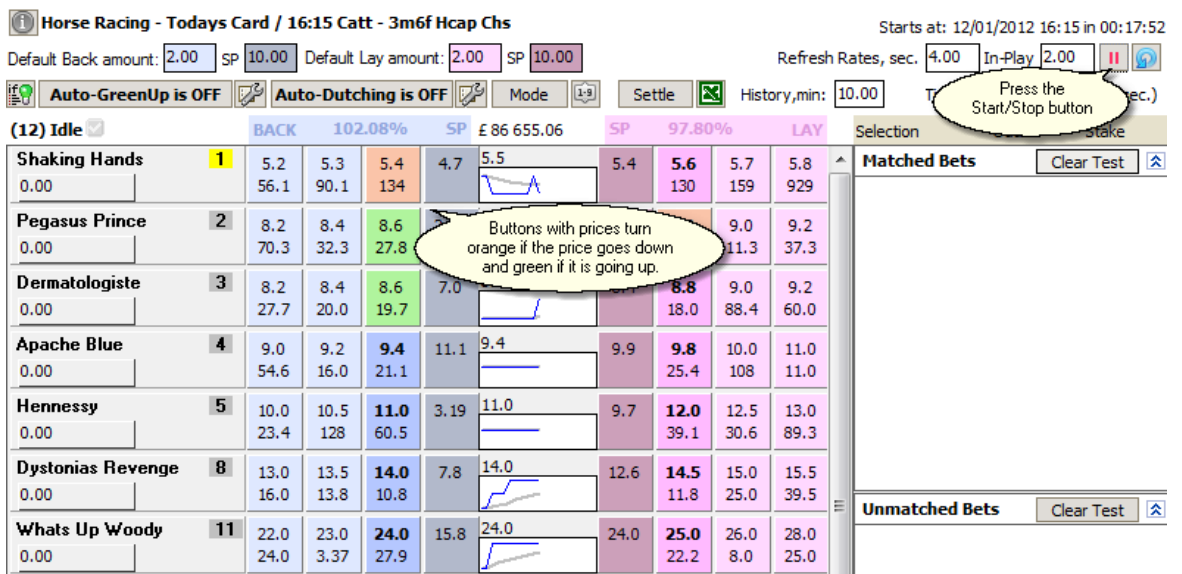 Horse Racing - Todays Card / 16:15 Catt - 3m6f Hcap Chs
Starts at: 12/01/2012 16:15 in 00:17:52
Default Back amount: 2.00 SP 10.00 Default Lay amount: 2.00 SP 10.00 Refresh Rates, sec. 4.00 In-Play 2.00
Auto-GreenUp is OFF Auto-Dutching is OFF Mode Settle History,min: 10.00
Press the
Start/Stop button
(12) Idle BACK 102.08% SP £ 86 655.06 SP 97.80% LAY Selection Stake
Shaking Hands 1 5.2 5.3 5.4 4.7 5.5 5.4 5.6 5.7 5.8
0.00 56.1 90.1 134 130 159 929
Matched Bets Clear Test
Pegasus Prince 2 8.2 8.4 8.6 9.0 9.2
0.00 70.3 32.3 27.8 11.3 37.3
Buttons with prices turn
orange if the price goes down
and green if it is going up.
Dermatologiste 3 8.2 8.4 8.6 7.0 8.8 9.0 9.2
0.00 27.7 20.0 19.7 18.0 88.4 60.0
Apache Blue 4 9.0 9.2 9.4 11.1 9.4 9.9 9.8 10.0 11.0
0.00 54.6 16.0 21.1 25.4 108 11.0
Hennessy 5 10.0 10.5 11.0 3.19 11.0 9.7 12.0 12.5 13.0
0.00 23.4 128 60.5 39.1 30.6 89.3
Dystonias Revenge 8 13.0 13.5 14.0 7.8 14.0 12.6 14.5 15.0 15.5
0.00 16.0 13.8 10.8 11.8 25.0 39.5
Unmatched Bets Clear Test
Whats Up Woody 11 22.0 23.0 24.0 15.8 24.0 24.0 25.0 26.0 28.0
0.00 24.0 3.37 27.9 22.2 8.0 25.0